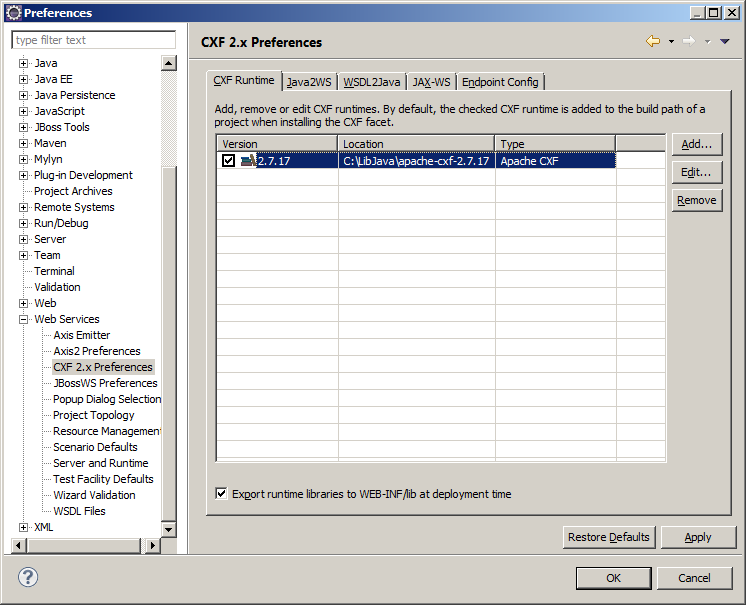 Preferences
type filter text
Java
Java EE
Java Persistence
JavaScript
JBoss Tools
Maven
Mylyn
Plug-in Development
Project Archives
Remote Systems
Run/Debug
Server
Team
Terminal
Validation
Web
Web Services
Axis Emitter
Axis2 Preferences
CXF 2.x Preferences
JBossWS Preferences
Popup Dialog Selection
Project Topology
Resource Management
Scenario Defaults
Server and Runtime
Test Facility Defaults
Wizard Validation
WSDL Files
XML
CXF 2.x Preferences
CXF Runtime Java2WS WSDL2Java JAX-WS Endpoint Config
Add, remove or edit CXF runtimes. By default, the checked CXF runtime is added to the build path of a
project when installing the CXF facet.
Version Location Type
2.7.17 C:\LibJava\apache-cxf-2.7.17 Apache CXF
Add...
Edit...
Remove
Export runtime libraries to WEB-INF/lib at deployment time
Restore Defaults Apply
? OK Cancel